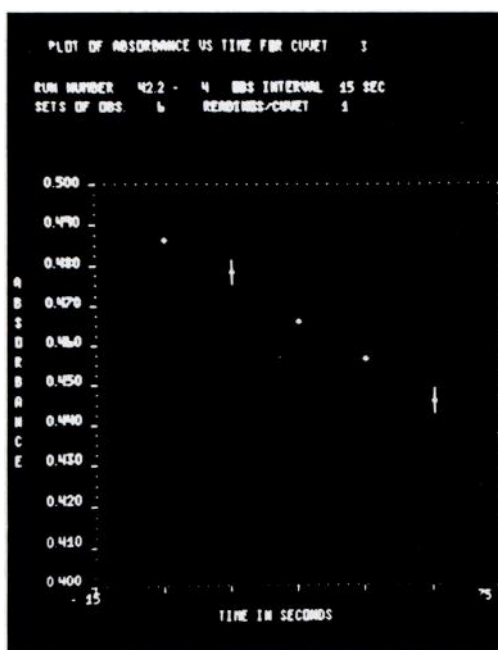 PLOT OF ABSORBANCE VS TIME FOR CUVET 3
RUN NUMBER 42.2 - 4 OBS INTERVAL 15 SEC
SETS OF OBS. 6 READINGS/CUVET 1
0.500
0.490
0.480
0.470
0.460
0.450
0.440
0.430
0.420
0.410
0.400
ABSORBANCE
- 15
75
TIME IN SECONDS